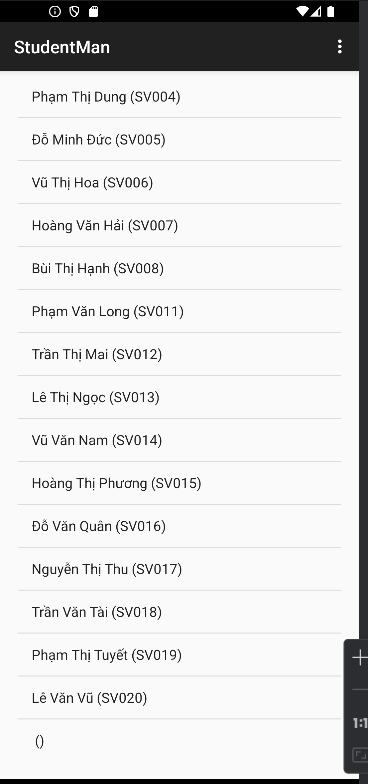 StudentMan
Phạm Thị Dung (SV004)
Đỗ Minh Đức (SV005)
Vũ Thị Hoa (SV006)
Hoàng Văn Hải (SV007)
Bùi Thị Hạnh (SV008)
Phạm Văn Long (SV011)
Trần Thị Mai (SV012)
Lê Thị Ngọc (SV013)
Vũ Văn Nam (SV014)
Hoàng Thị Phương (SV015)
Đỗ Văn Quân (SV016)
Nguyễn Thị Thu (SV017)
Trần Văn Tài (SV018)
Phạm Thị Tuyết (SV019)
Lê Văn Vũ (SV020)
()
1:1